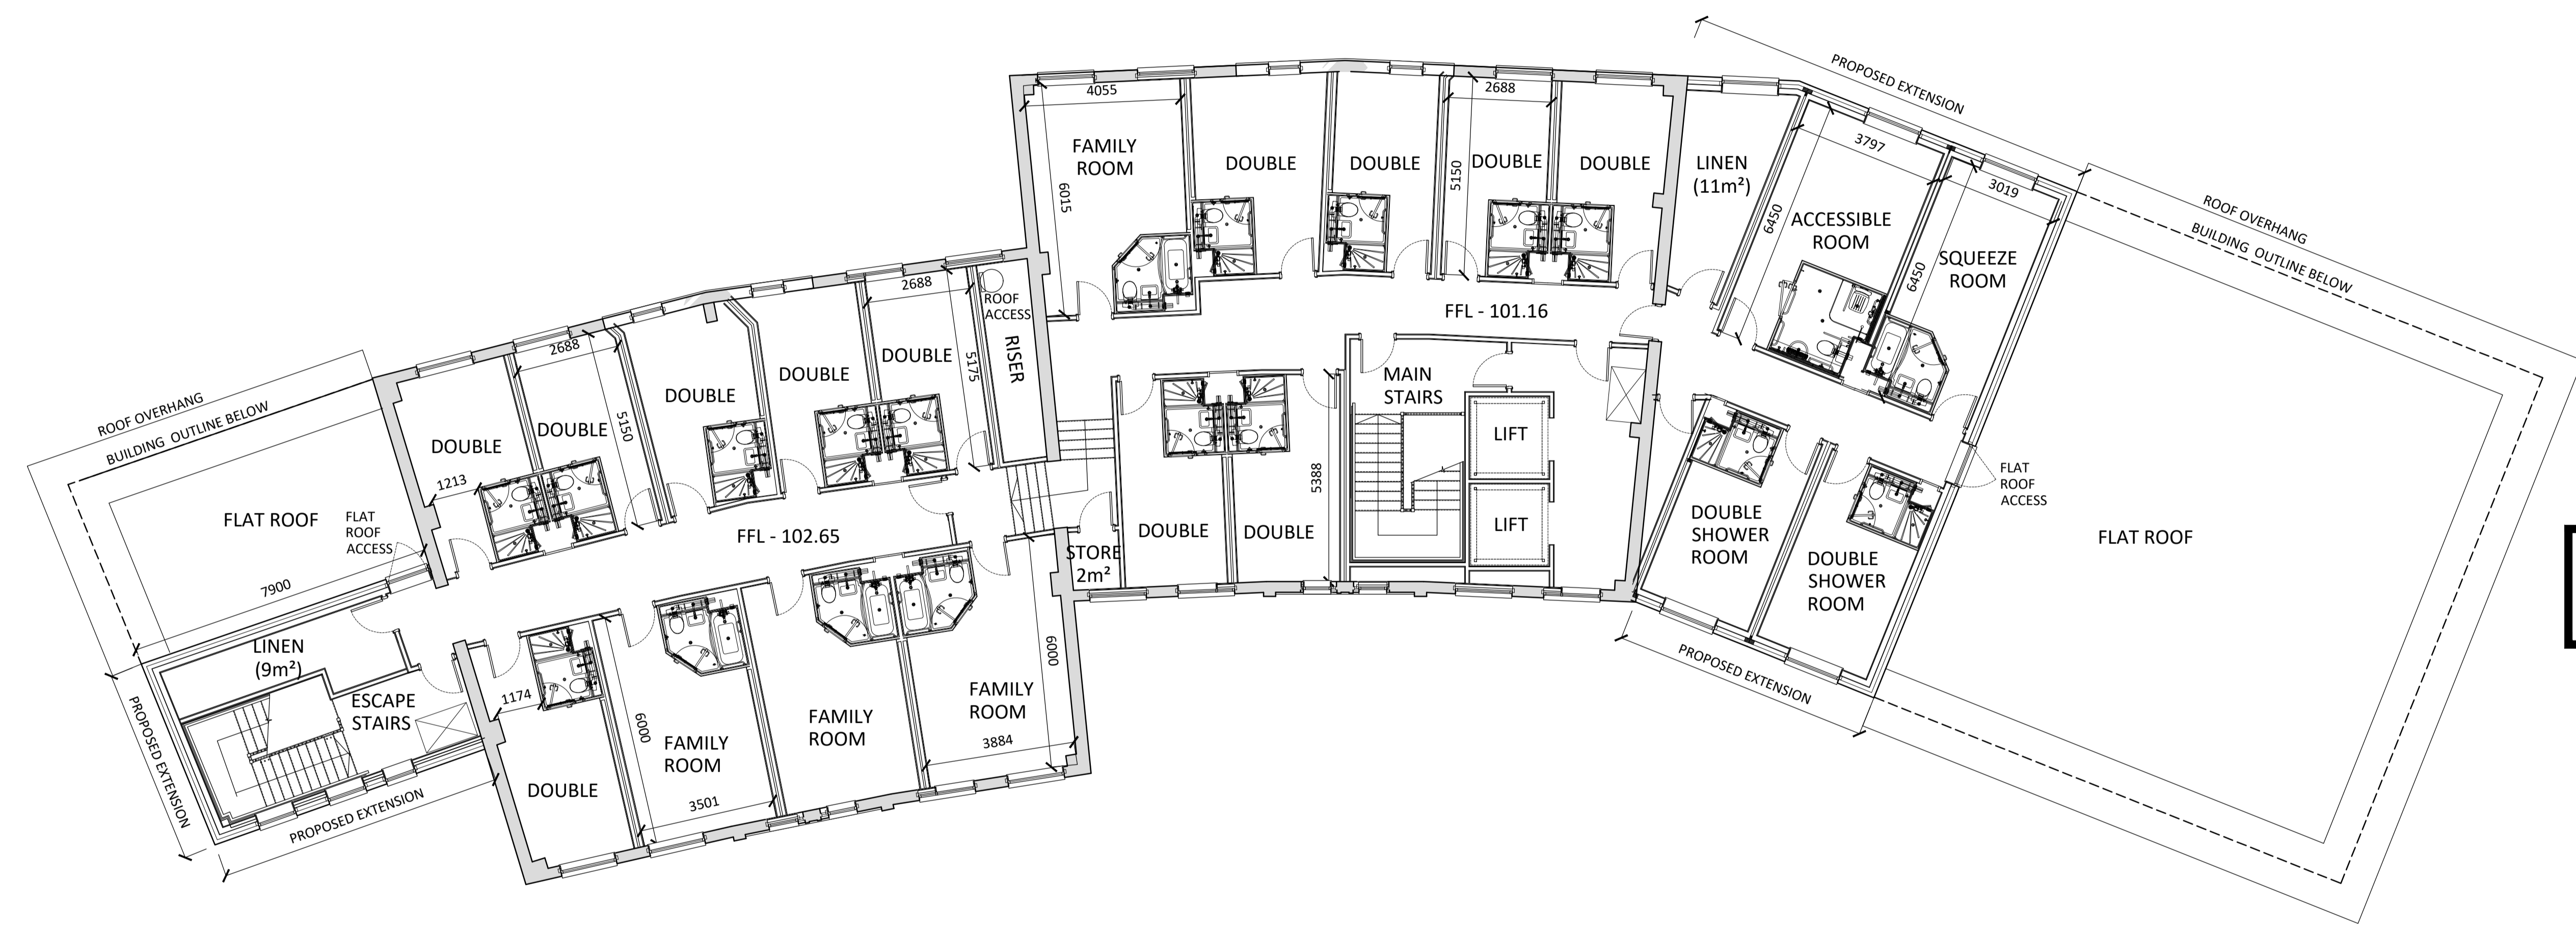 PROPOSED EXTENSION
4055
FAMILY
ROOM
6015
DOUBLE
DOUBLE
2688
5150
DOUBLE
DOUBLE
LINEN
(11m²)
3797
6450
ACCESSIBLE
ROOM
3019
6450
SQUEEZE
ROOM
ROOF OVERHANG
BUILDING OUTLINE BELOW
ROOF OVERHANG
BUILDING OUTLINE BELOW
FLAT ROOF
FLAT
ROOF
ACCESS
7900
DOUBLE
1213
2688
DOUBLE
5150
DOUBLE
DOUBLE
2688
DOUBLE
5175
ROOF
ACCESS
RISER
FFL - 101.16
FFL - 102.65
MAIN
STAIRS
LIFT
LIFT
DOUBLE
DOUBLE
5388
STORE
2m²
DOUBLE
SHOWER
ROOM
DOUBLE
SHOWER
ROOM
FLAT
ROOF
ACCESS
FLAT ROOF
PROPOSED EXTENSION
LINEN
(9m²)
ESCAPE
STAIRS
PROPOSED EXTENSION
PROPOSED EXTENSION
1174
DOUBLE
6000
FAMILY
ROOM
3501
FAMILY
ROOM
FAMILY
ROOM
6000
3884